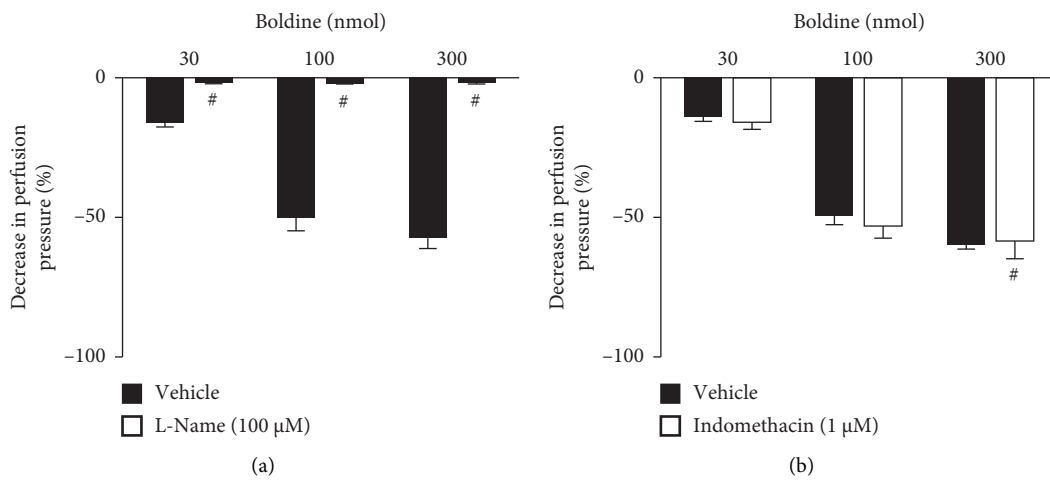 Boldine (nmol)
30 100 300
0
−50
−100
Decrease in perfusion
pressure (%)
#
#
#
Vehicle
L-Name (100 μM)
(a)
Boldine (nmol)
30 100 300
0
−50
−100
Decrease in perfusion
pressure (%)
#
Vehicle
Indomethacin (1 μM)
(b)